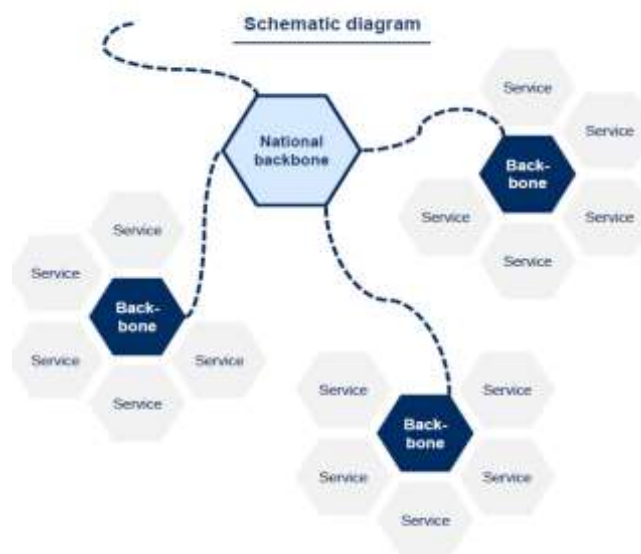 Schematic diagram
National
backbone
Service
Service
Back-
bone
Service
Service
Service
Service
Service
Back-
bone
Service
Service
Service
Service
Service
Back-
bone
Service
Service
Service